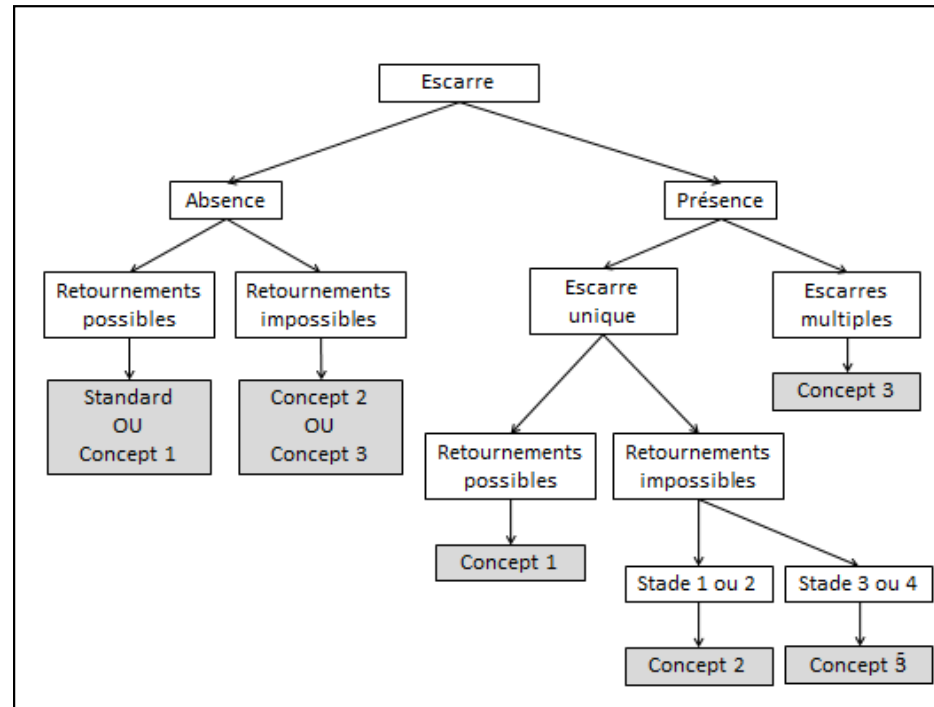 Escarre
Absence
Présence
Retournements
possibles
Retournements
impossibles
Escarre
unique
Escarres
multiples
Standard
OU
Concept 1
Concept 2
OU
Concept 3
Concept 3
Retournements
possibles
Retournements
impossibles
Concept 1
Stade 1 ou 2
Stade 3 ou 4
Concept 2
Concept 3̄